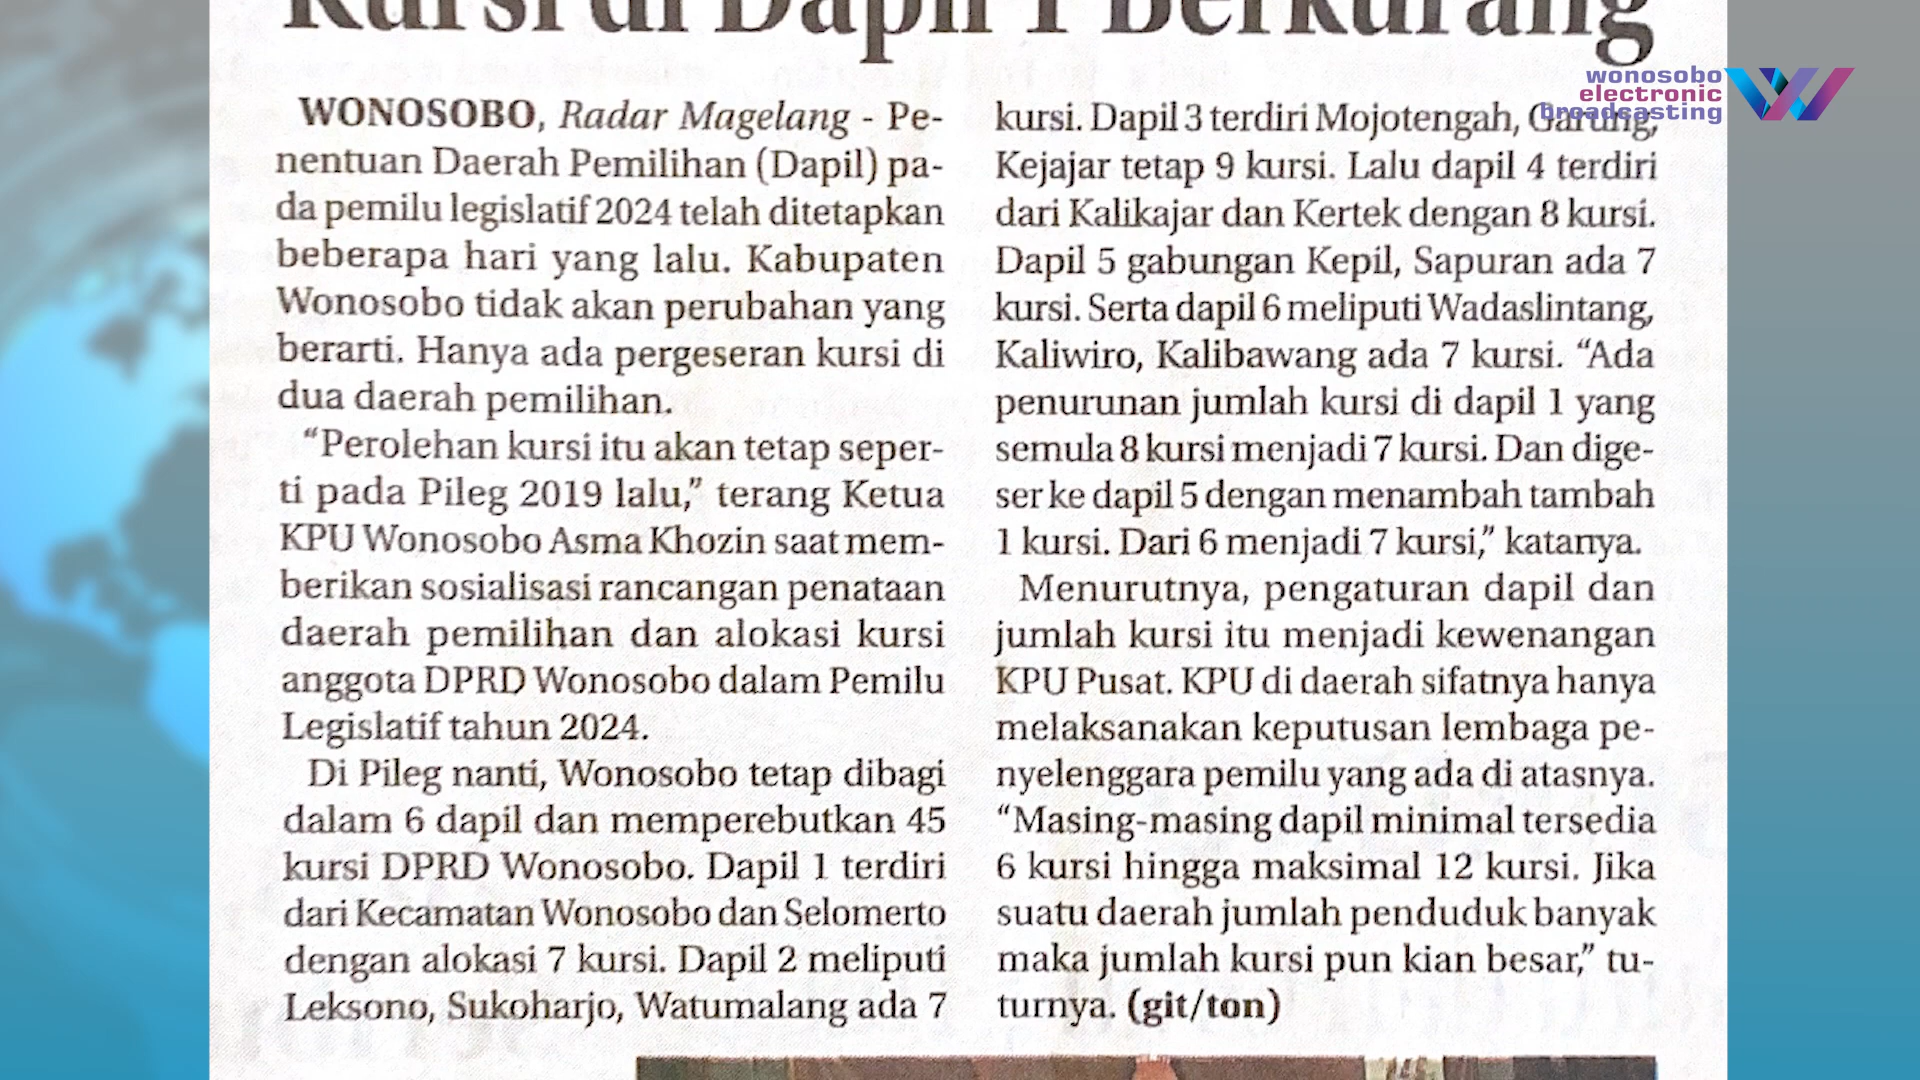 Kursi di Dapil 1 Berkurang
wonosobo
electronic
broadcasting
WONOSOBO, Radar Magelang - Pe-
nentuan Daerah Pemilihan (Dapil) pa-
da pemilu legislatif 2024 telah ditetapkan
beberapa hari yang lalu. Kabupaten
Wonosobo tidak akan perubahan yang
berarti. Hanya ada pergeseran kursi di
dua daerah pemilihan.
“Perolehan kursi itu akan tetap seper-
ti pada Pileg 2019 lalu,” terang Ketua
KPU Wonosobo Asma Khozin saat mem-
berikan sosialisasi rancangan penataan
daerah pemilihan dan alokasi kursi
anggota DPRD Wonosobo dalam Pemilu
Legislatif tahun 2024.
Di Pileg nanti, Wonosobo tetap dibagi
dalam 6 dapil dan memperebutkan 45
kursi DPRD Wonosobo. Dapil 1 terdiri
dari Kecamatan Wonosobo dan Selomerto
dengan alokasi 7 kursi. Dapil 2 meliputi
Leksono, Sukoharjo, Watumalang ada 7
kursi. Dapil 3 terdiri Mojotengah, Garung,
Kejajar tetap 9 kursi. Lalu dapil 4 terdiri
dari Kalikajar dan Kertek dengan 8 kursi.
Dapil 5 gabungan Kepil, Sapuran ada 7
kursi. Serta dapil 6 meliputi Wadaslintang,
Kaliwiro, Kalibawang ada 7 kursi. “Ada
penurunan jumlah kursi di dapil 1 yang
semula 8 kursi menjadi 7 kursi. Dan dige-
ser ke dapil 5 dengan menambah tambah
1 kursi. Dari 6 menjadi 7 kursi,” katanya.
Menurutnya, pengaturan dapil dan
jumlah kursi itu menjadi kewenangan
KPU Pusat. KPU di daerah sifatnya hanya
melaksanakan keputusan lembaga pe-
nyelenggara pemilu yang ada di atasnya.
“Masing-masing dapil minimal tersedia
6 kursi hingga maksimal 12 kursi. Jika
suatu daerah jumlah penduduk banyak
maka jumlah kursi pun kian besar,” tu-
turnya. (git/ton)